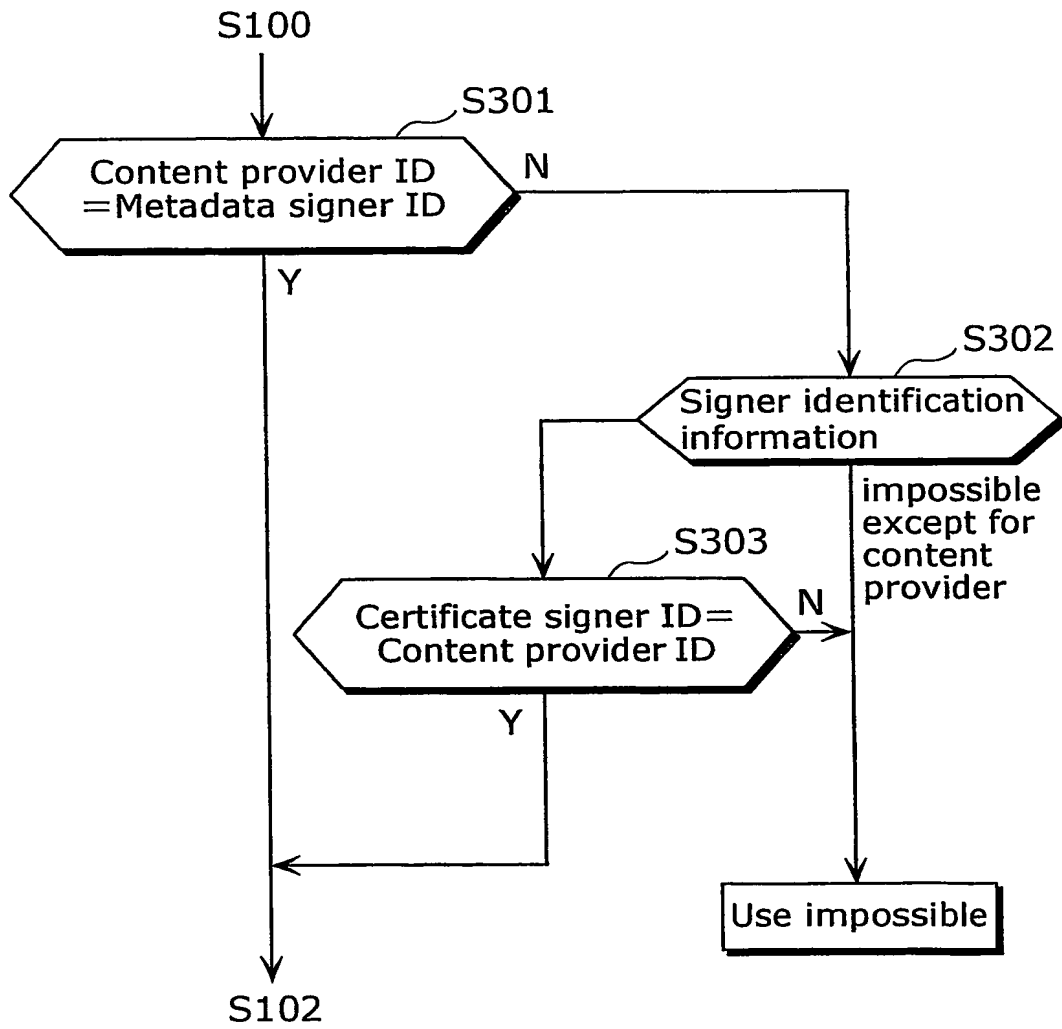 S100
S301
Content provider ID
=Metadata signer ID
N
Y
S302
Signer identification
information
impossible
except for
content
provider
S303
Certificate signer ID=
Content provider ID
N
Y
Use impossible
S102